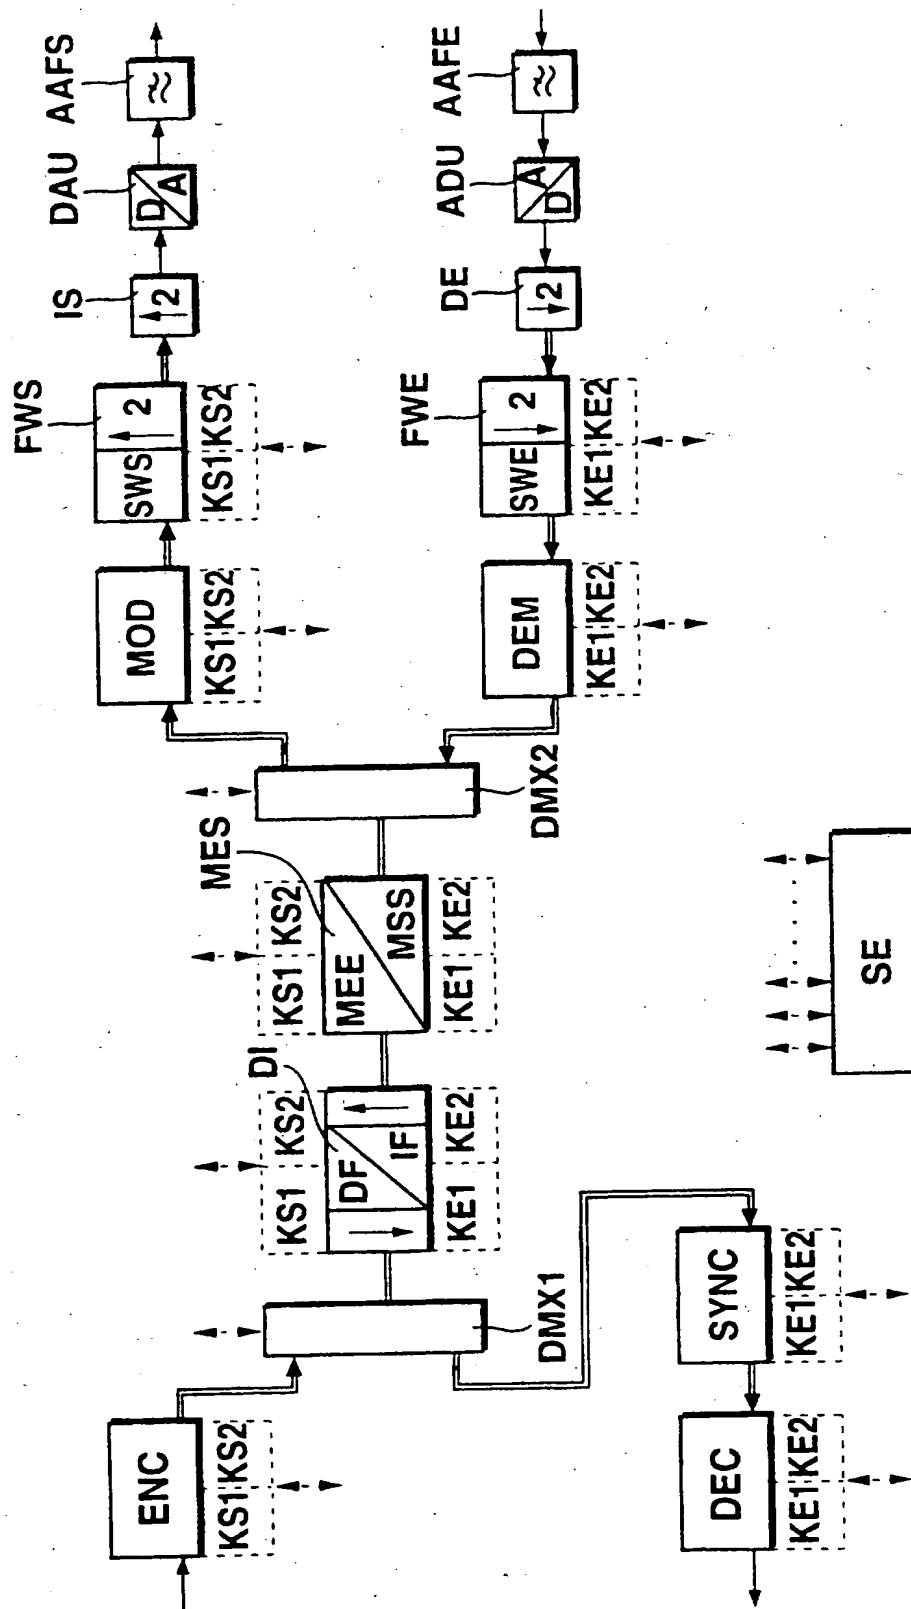 ENC
KS1 KS2
DMX1
DI
KS1 KS2
DF
IF
KE1 KE2
MES
KS1 KS2
MEE
MSS
KE1 KE2
DMX2
MOD
KS1 KS2
FWS
SWS 2
KS1 KS2
IS
2
DAU
D
A
AAFS
≈
DEC
KE1 KE2
SYNC
KE1 KE2
DEM
KE1 KE2
FWE
SWE 2
KE1 KE2
DE
2
ADU
A
D
AAFE
≈
SE